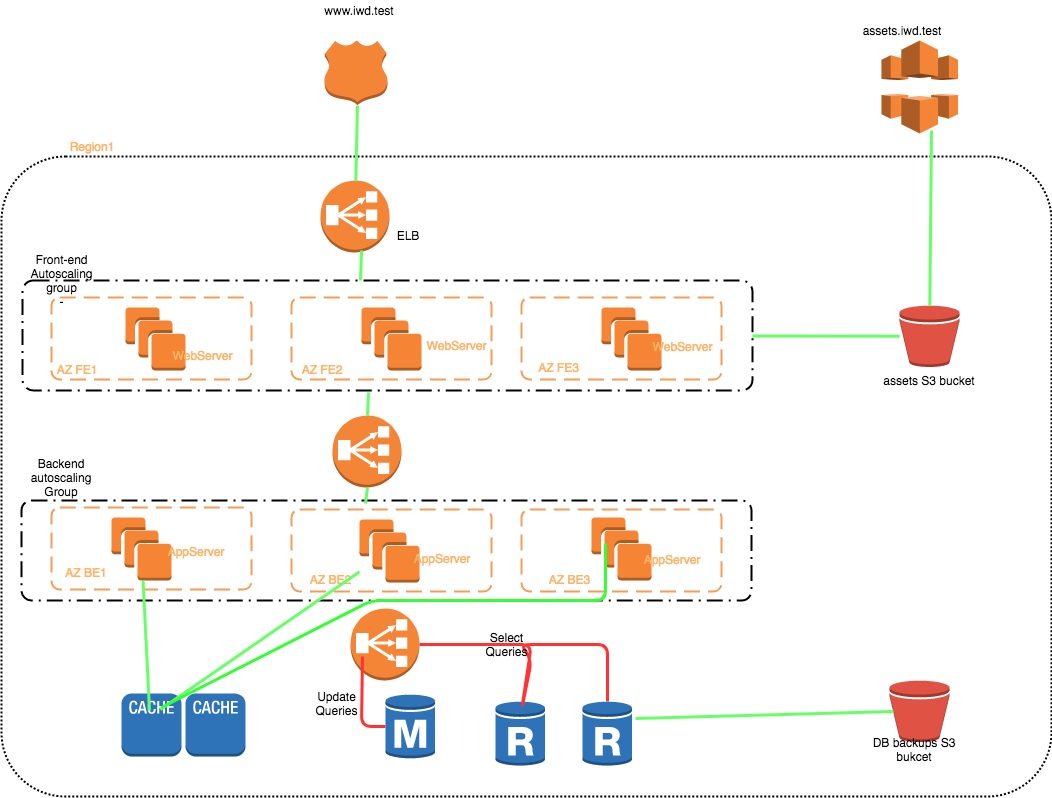 www.iwd.test
assets.iwd.test
Region1
ELB
Front-end
Autoscaling
group
-
WebServer
WebServer
WebServer
AZ FE1
AZ FE2
AZ FE3
assets S3 bucket
Backend
autoscaling
Group
AppServer
AppServer
AppServer
AZ BE1
AZ BE2
AZ BE3
Select
Queries
Update
Queries
CACHE
CACHE
M
R
R
DB backups S3
bukcet